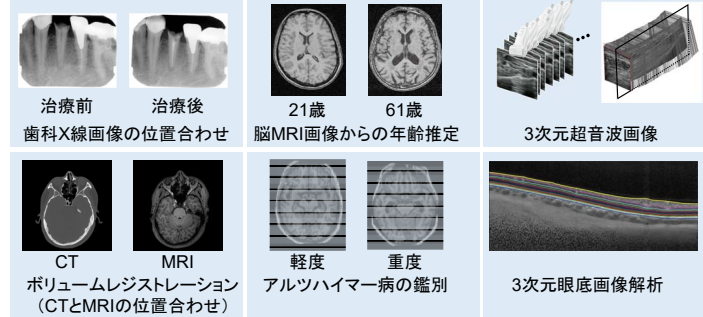 治療前 治療後
歯科X線画像の位置合わせ
21歳 61歳
脳MRI画像からの年齢推定
3次元超音波画像
CT MRI
ボリュームレジストレーション
（CTとMRIの位置合わせ）
軽度 重度
アルツハイマー病の鑑別
3次元眼底画像解析